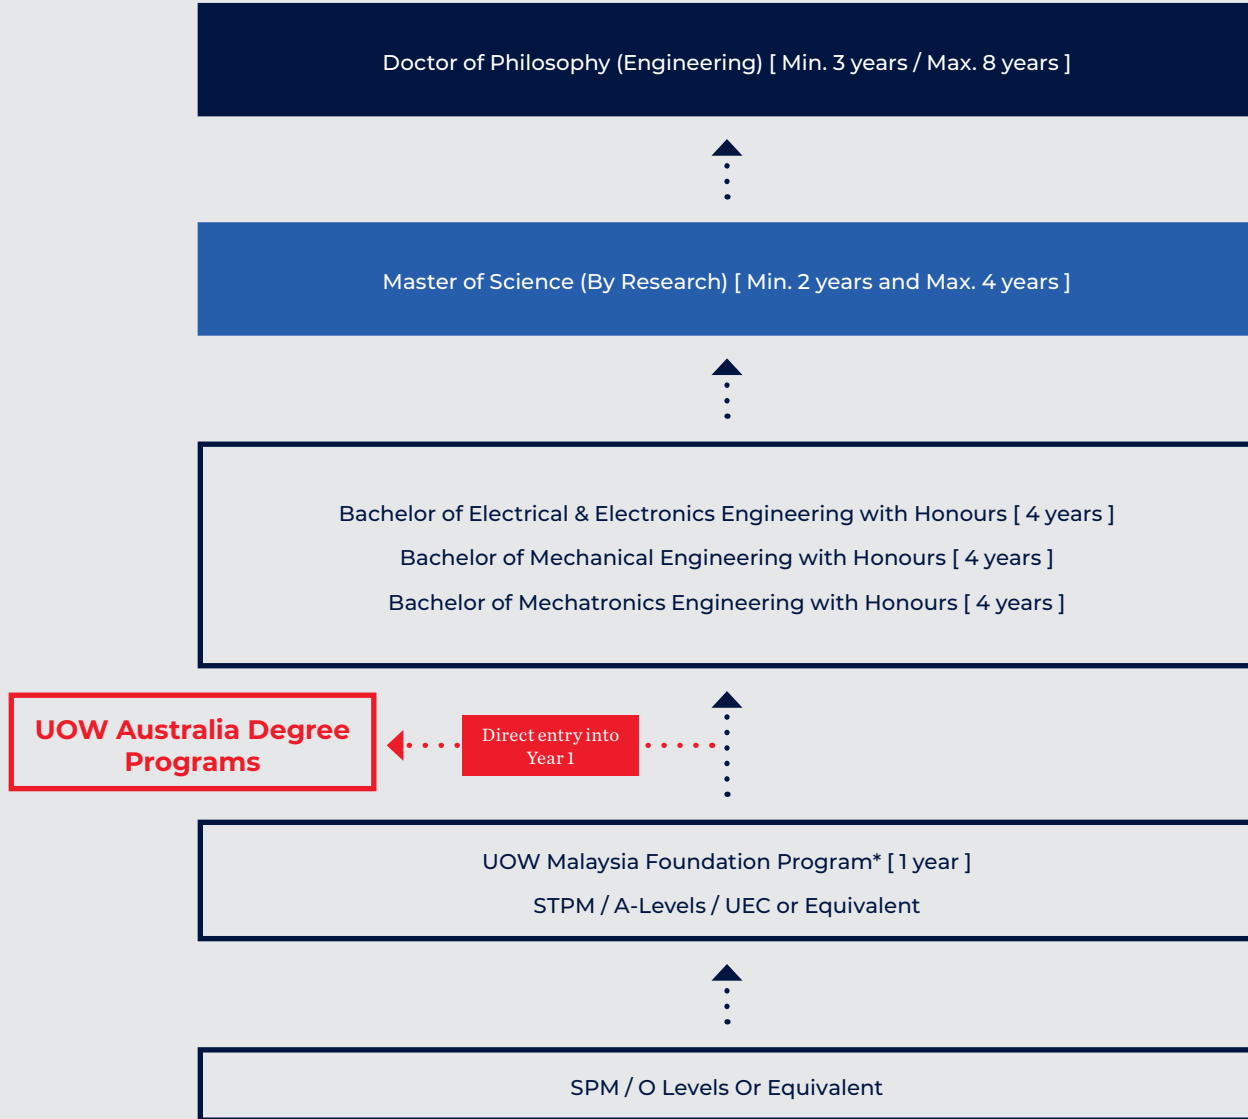 Doctor of Philosophy (Engineering) [ Min. 3 years / Max. 8 years ]
Master of Science (By Research) [ Min. 2 years and Max. 4 years ]
Bachelor of Electrical & Electronics Engineering with Honours [ 4 years ]
Bachelor of Mechanical Engineering with Honours [ 4 years ]
Bachelor of Mechatronics Engineering with Honours [ 4 years ]
UOW Australia Degree
Programs
Direct entry into
Year 1
UOW Malaysia Foundation Program* [ 1 year ]
STPM / A-Levels / UEC or Equivalent
SPM / O Levels Or Equivalent